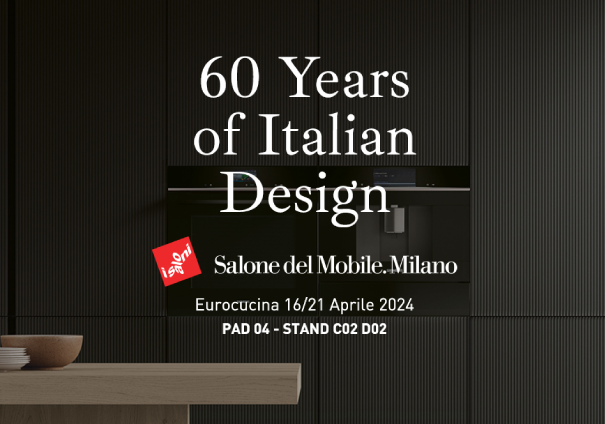 60 Years
of Italian
Design
i saloni
Salone del Mobile. Milano
Eurocucina 16/21 Aprile 2024
PAD 04 - STAND C02 D02